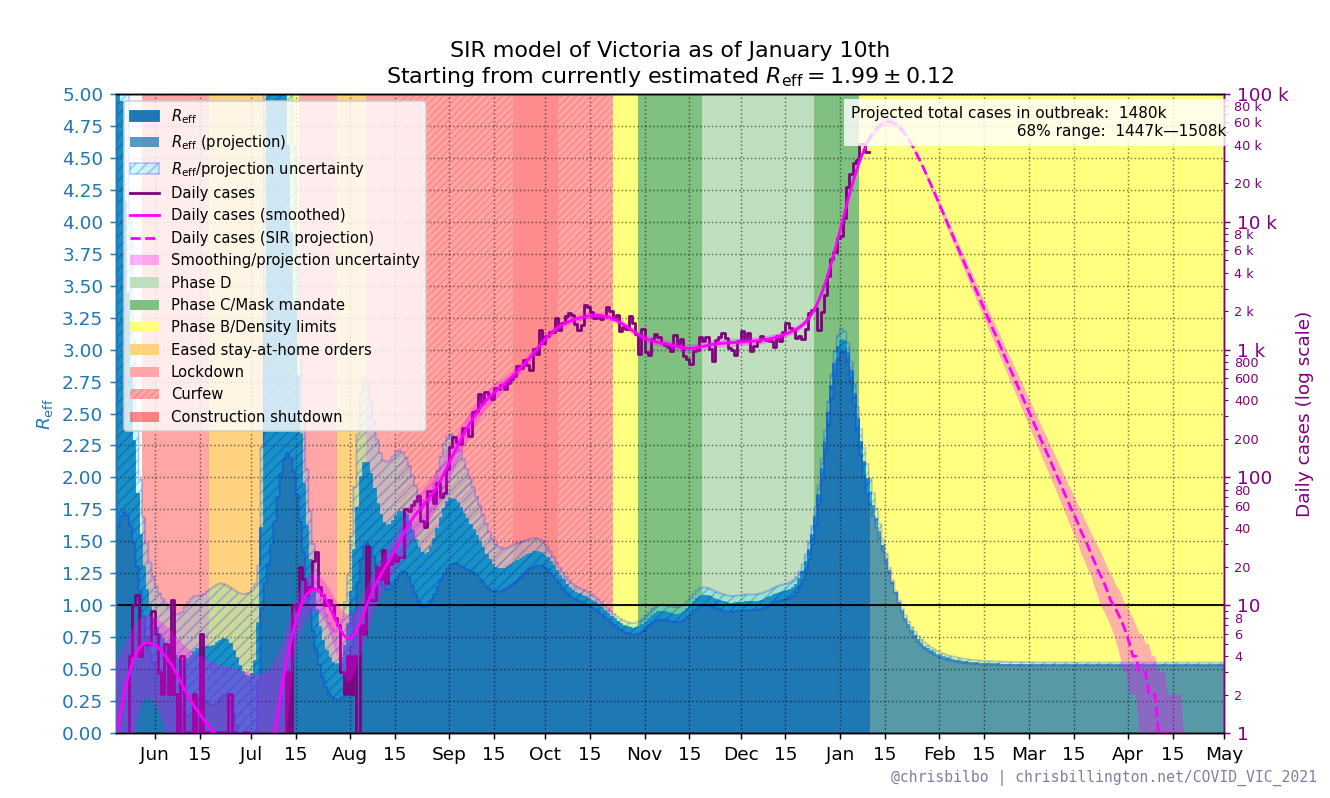 SIR model of Victoria as of January 10th
Starting from currently estimated Reff = 1.99 ± 0.12
Projected total cases in outbreak: 1480k
68% range: 1447k—1508k
Reff
Reff (projection)
Reff/projection uncertainty
Daily cases
Daily cases (smoothed)
Daily cases (SIR projection)
Smoothing/projection uncertainty
Phase D
Phase C/Mask mandate
Phase B/Density limits
Eased stay-at-home orders
Lockdown
Curfew
Construction shutdown
Reff
5.00
4.75
4.50
4.25
4.00
3.75
3.50
3.25
3.00
2.75
2.50
2.25
2.00
1.75
1.50
1.25
1.00
0.75
0.50
0.25
0.00
100 k
80 k
60 k
40 k
20 k
10 k
8 k
6 k
4 k
2 k
1 k
800
600
400
200
100
80
60
40
20
10
8
6
4
2
1
Daily cases (log scale)
Jun 15 Jul 15 Aug 15 Sep 15 Oct 15 Nov 15 Dec 15 Jan 15 Feb 15 Mar 15 Apr 15 May
@chrisbilbo | chrisbillington.net/COVID_VIC_2021